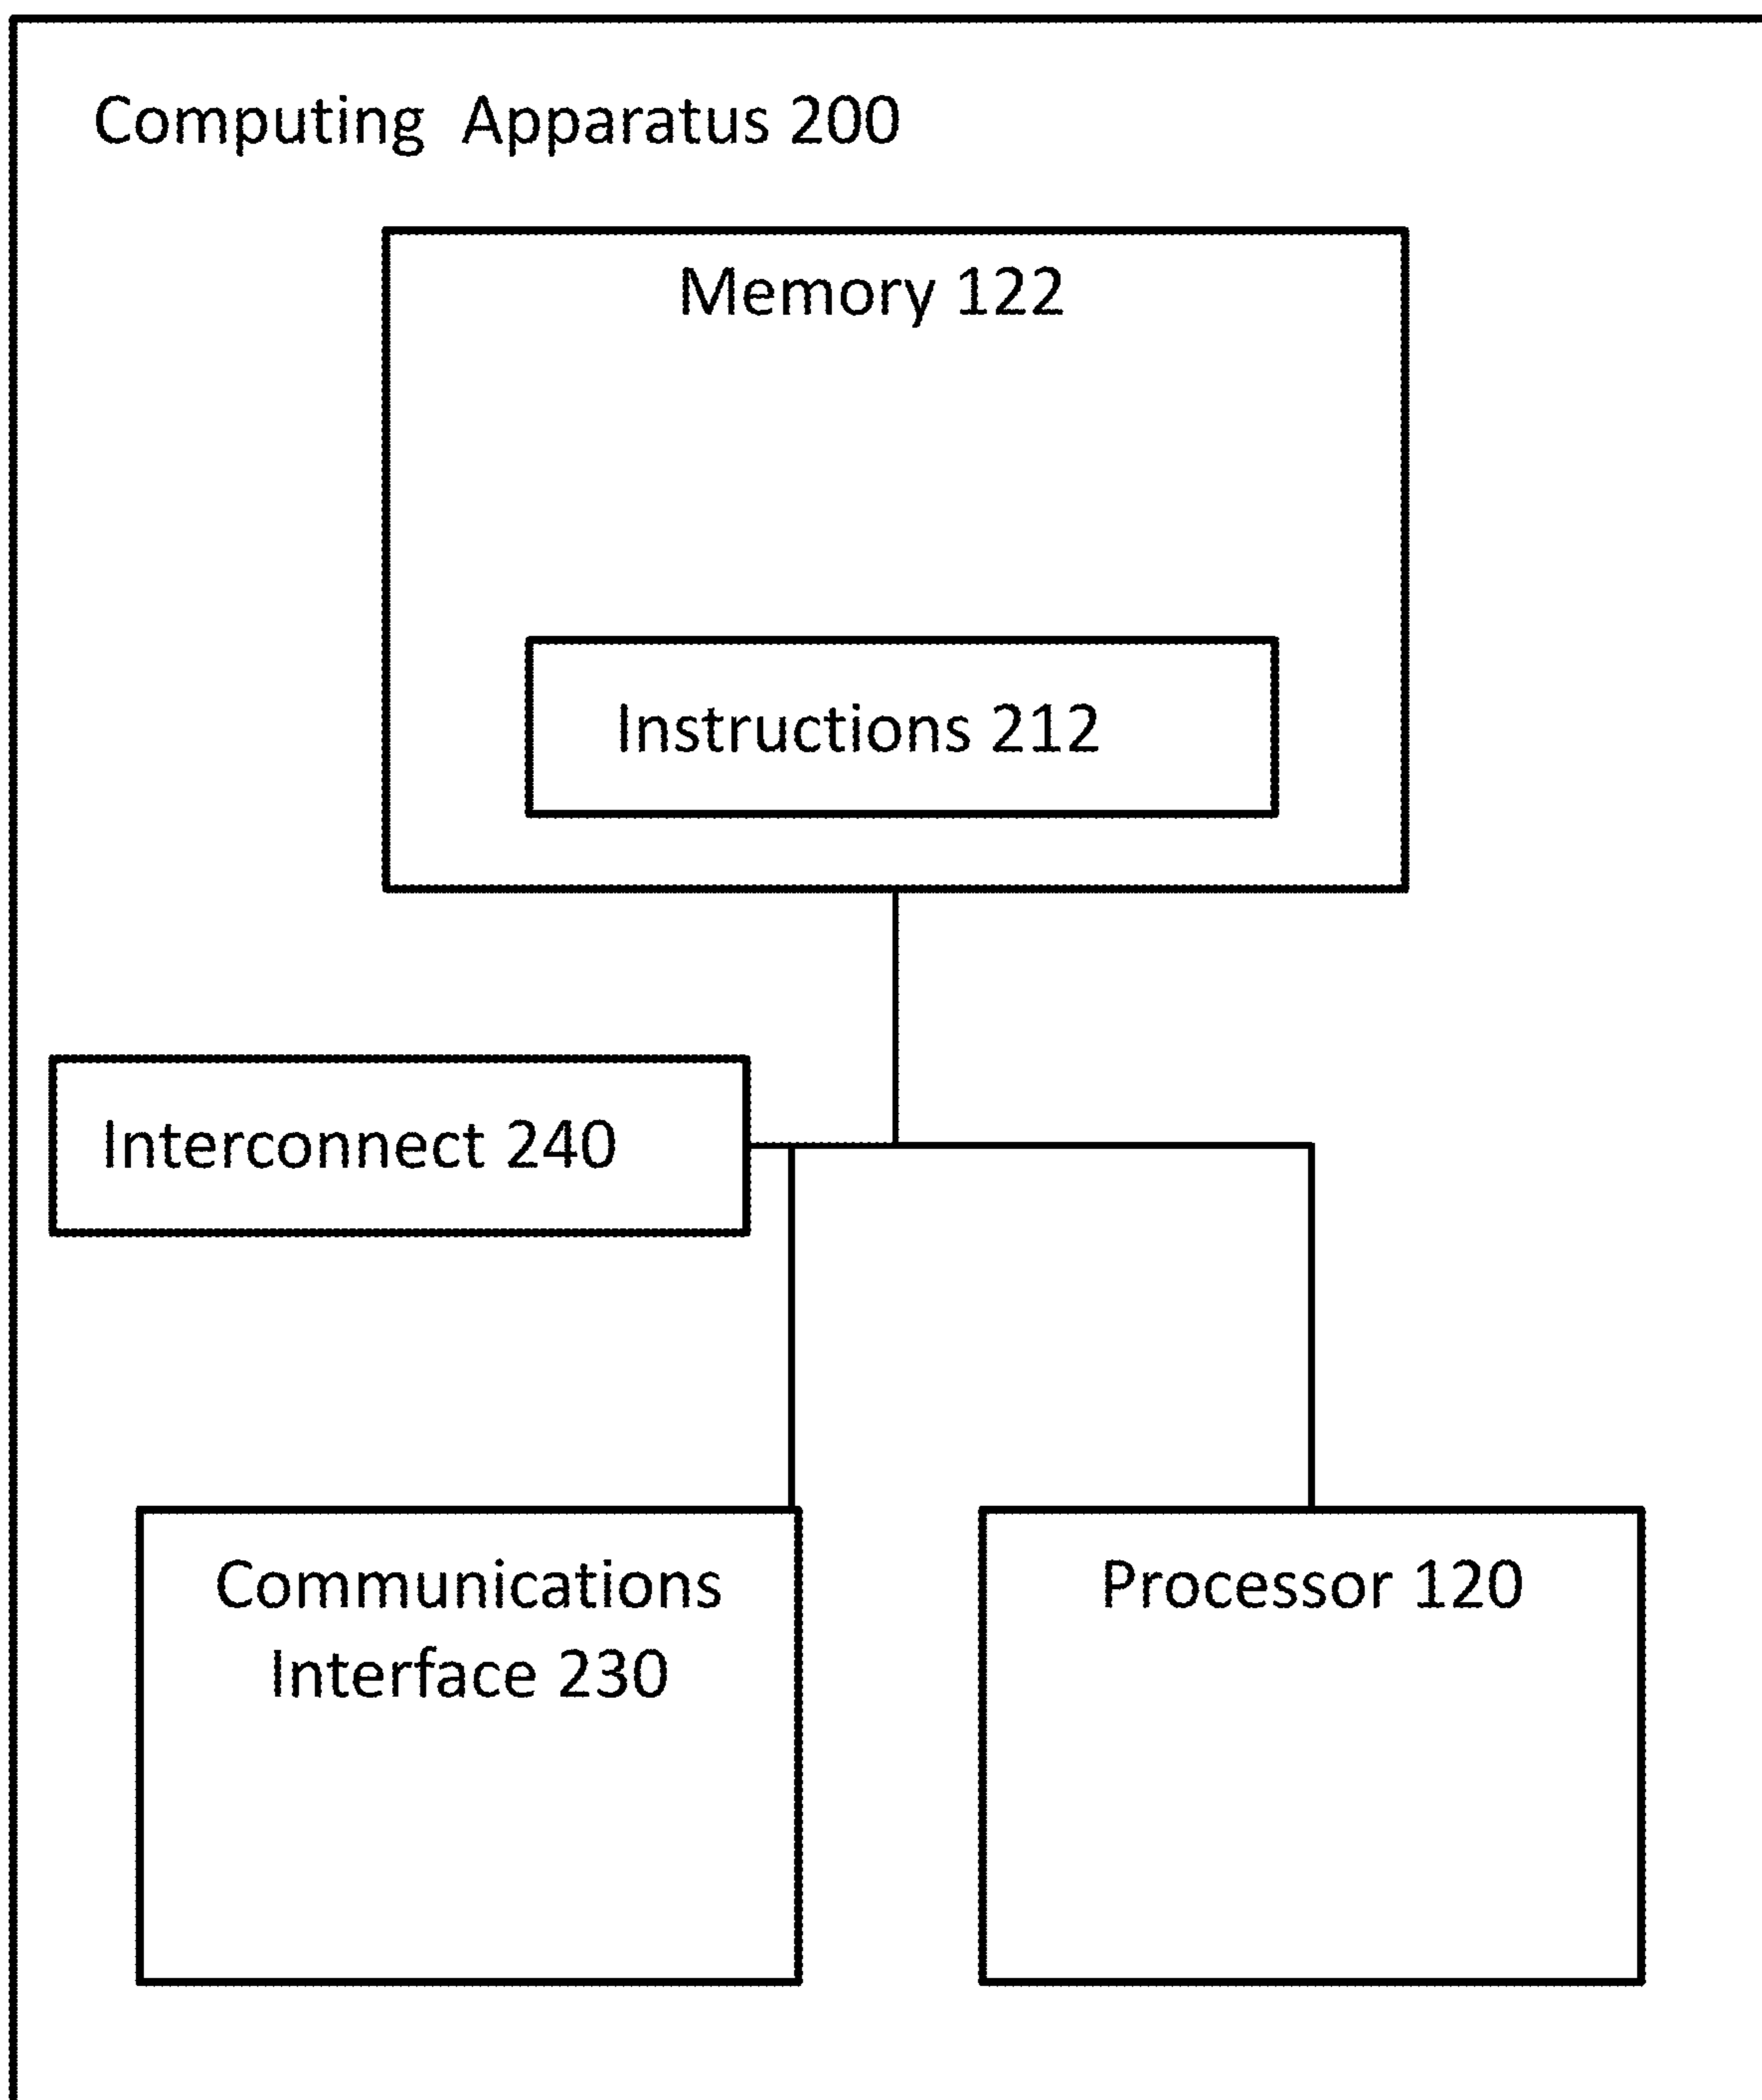 Computing Apparatus 200
Memory 122
Instructions 212
Interconnect 240
Communications
Interface 230
Processor 120